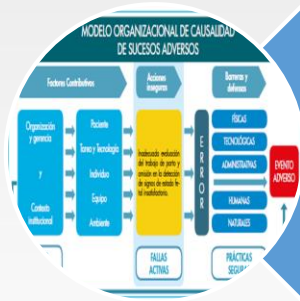 MODELO ORGANIZACIONAL DE CAUSALIDAD
DE SUCESOS ADVERSOS
Factores Contributivos
Acciones
inseguras
Barreras y
defensas
Organización
y gerencia
y
Contexto
institucional
Paciente
Tarea y Tecnología
Individuo
Equipo
Ambiente
Inadecuada evaluación
del trabajo de parto y
omisión en la detección
de signos de estado fe-
tal insatisfactorio.
E
R
R
O
R
FÍSICAS
TECNOLÓGICAS
ADMINISTRATIVAS
HUMANAS
NATURALES
EVENTO
ADVERSO
FALLAS
ACTIVAS
PRÁCTICAS